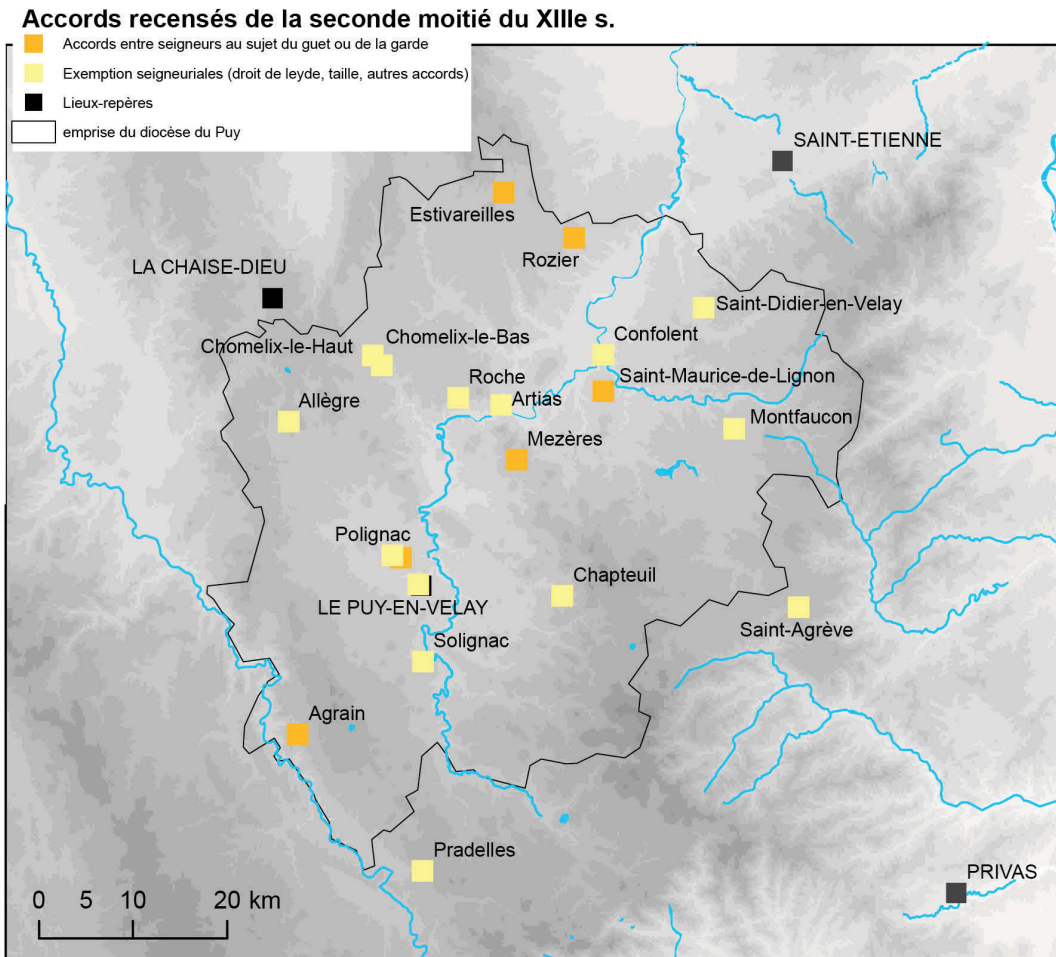 Accords recensés de la seconde moitié du XIIIe s.
Accords entre seigneurs au sujet du guet ou de la garde
Exemption seigneuriales (droit de leyde, taille, autres accords)
Lieux-repères
emprise du diocèse du Puy
SAINT-ETIENNE
Estivareilles
Rozier
LA CHAISE-DIEU
Saint-Didier-en-Velay
Chomelix-le-Haut
Chomelix-le-Bas
Confolent
Roche
Saint-Maurice-de-Lignon
Allègre
Artias
Montfaucon
Mezères
Polignac
Chapteuil
LE PUY-EN-VELAY
Saint-Agrève
Solignac
Agrain
Pradelles
PRIVAS
0 5 10 20 km